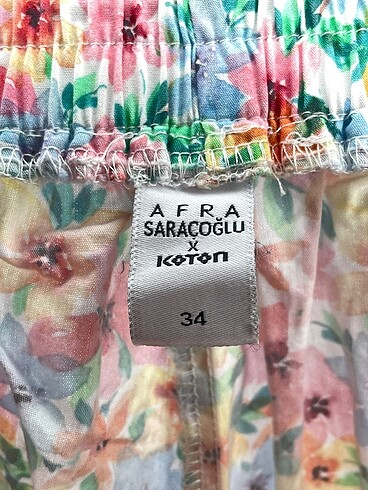 AFRA
SARAÇOĞLU
X
KOTON
34